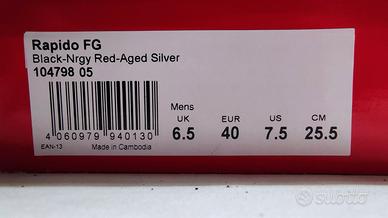 Rapido FG
Black-Nrgy Red-Aged Silver
104798 05
Mens
UK EUR US CM
6.5 40 7.5 25.5
4 060979 940130
EAN-13 Made in Cambodia
subito